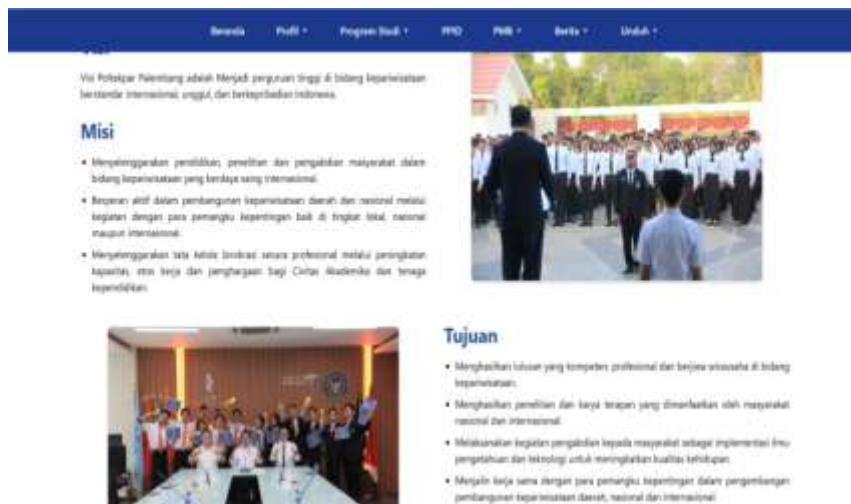 Beranda Profil Program Studi PPID PMB Berita Unduh
Visi Poltekpar Palembang adalah Menjadi perguruan tinggi di bidang kepariwisataan
berstandar internasional, unggul, dan berkepribadian Indonesia.
Misi
• Menyelenggarakan pendidikan, penelitian dan pengabdian masyarakat dalam
bidang kepariwisataan yang berdaya saing internasional.
• Berperan aktif dalam pembangunan kepariwisataan daerah dan nasional melalui
kegiatan dengan para pemangku kepentingan baik di tingkat lokal, nasional
maupun internasional.
• Menyelenggarakan tata kelola birokrasi secara profesional melalui peningkatan
kapasitas, etos kerja dan penghargaan bagi Civitas Akademika dan tenaga
kependidikan.
Tujuan
• Menghasilkan lulusan yang kompeten, profesional dan berjiwa wirausaha di bidang
kepariwisataan.
• Menghasilkan penelitian dan karya terapan yang dimanfaatkan oleh masyarakat
nasional dan internasional.
• Melaksanakan kegiatan pengabdian kepada masyarakat sebagai implementasi ilmu
pengetahuan dan teknologi untuk meningkatkan kualitas kehidupan.
• Menjalin kerja sama dengan para pemangku kepentingan dalam pengembangan
pembangunan kepariwisataan daerah, nasional dan internasional.